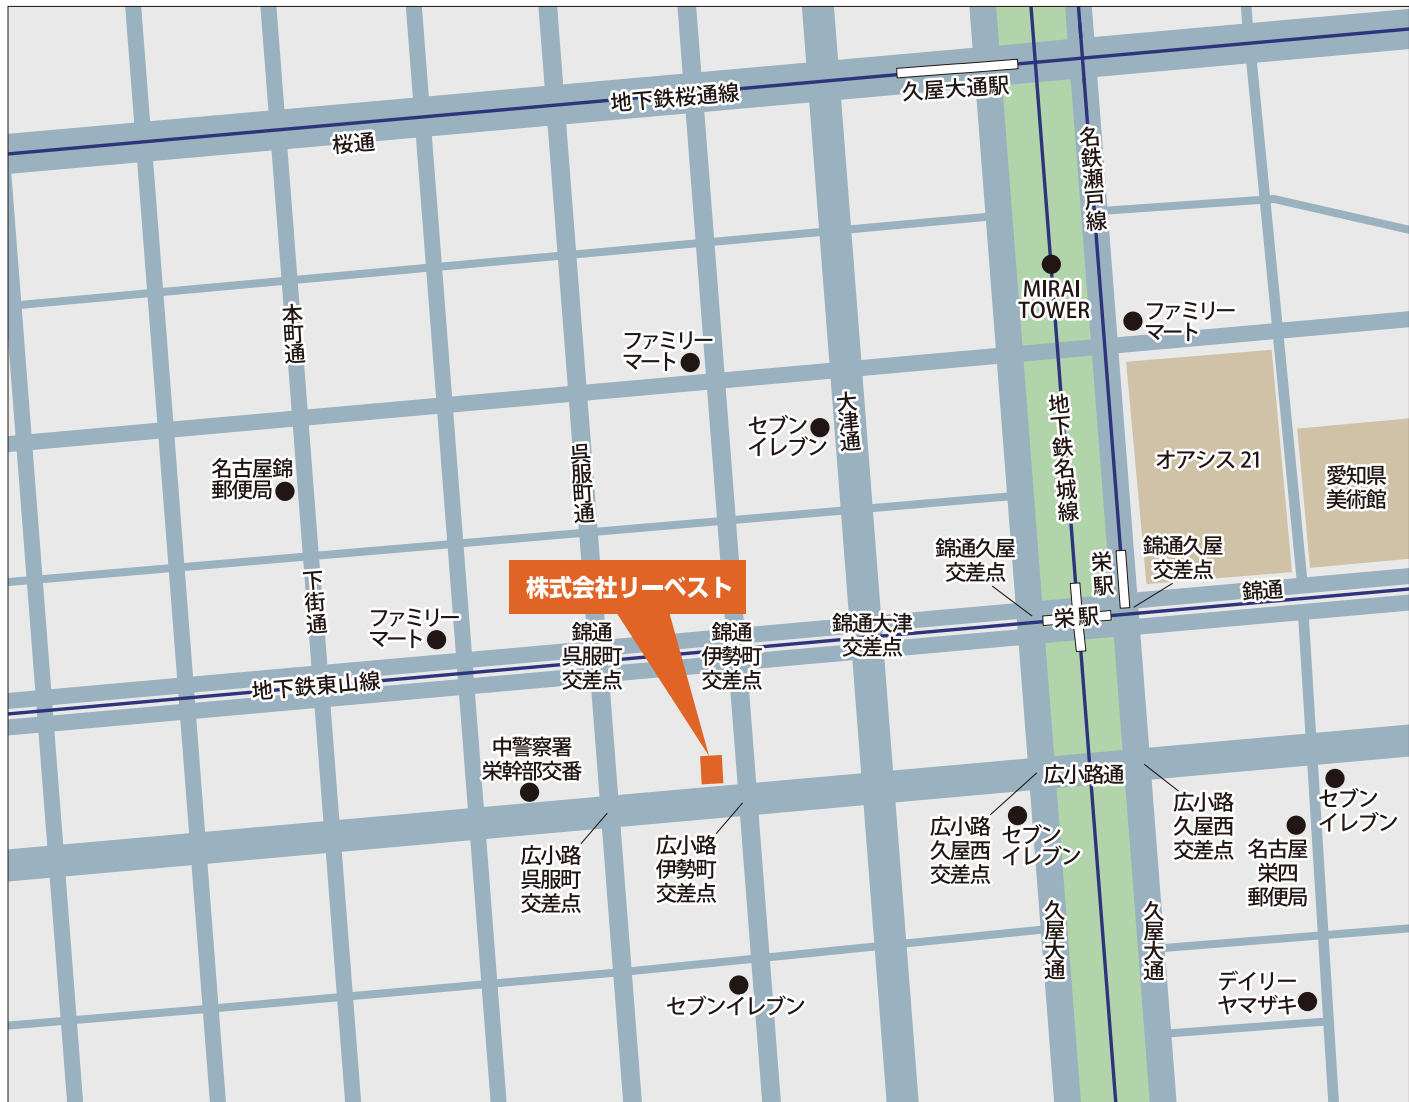 地下鉄桜通線
久屋大通駅
桜通
名鉄瀬戸線
MIRAI
TOWER
ファミリー
マート
本町通
ファミリー
マート
大津通
地下鉄名城線
セブン
イレブン
オアシス 21
愛知県
美術館
名古屋錦
郵便局
呉服町通
錦通久屋
交差点
栄駅
錦通久屋
交差点
株式会社リーベスト
下街通
錦通
ファミリー
マート
錦通
呉服町
交差点
錦通
伊勢町
交差点
錦通大津
交差点
栄駅
地下鉄東山線
中警察署
栄幹部交番
広小路通
広小路
呉服町
交差点
広小路
伊勢町
交差点
広小路
久屋西
交差点
セブン
イレブン
広小路
久屋西
交差点
セブン
イレブン
名古屋
栄四
郵便局
久屋大通
久屋大通
セブンイレブン
デイリー
ヤマザキ